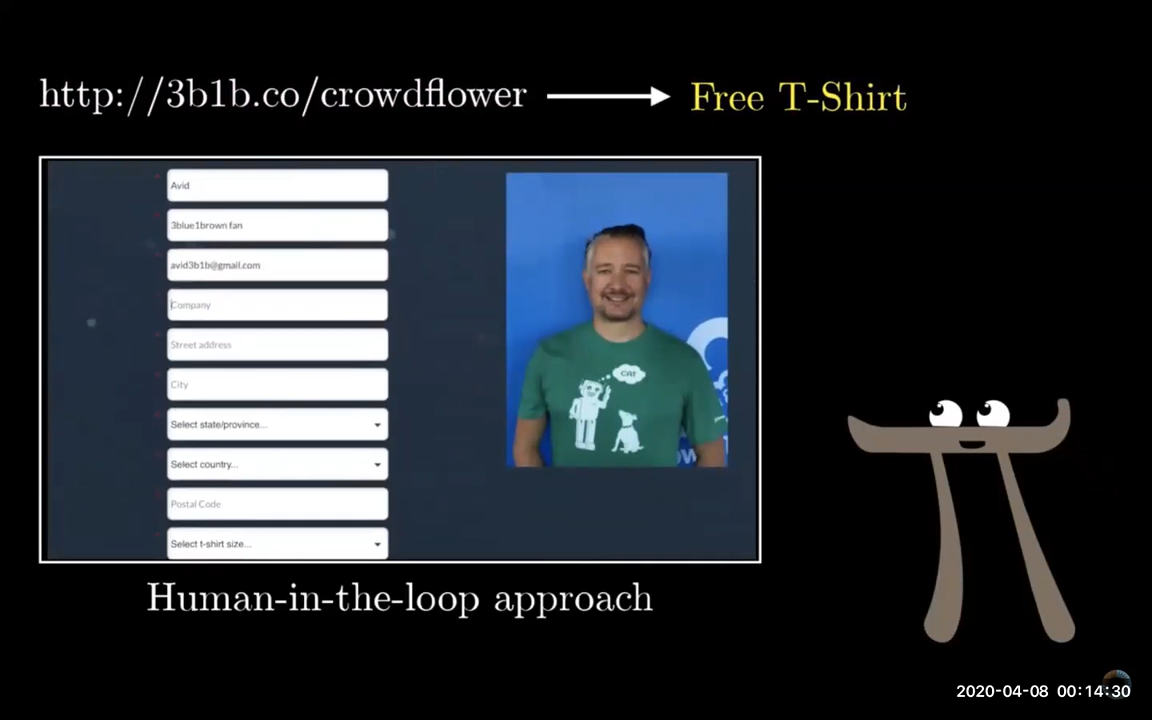 http://3b1b.co/crowdflower
Free T-Shirt
Avid
3blue1brown fan
avid3b1b@gmail.com
Company
Street address
City
Select state/province...
Select country...
Postal Code
Select t-shirt size...
CAT
Human-in-the-loop approach
2020-04-08 00:14:30